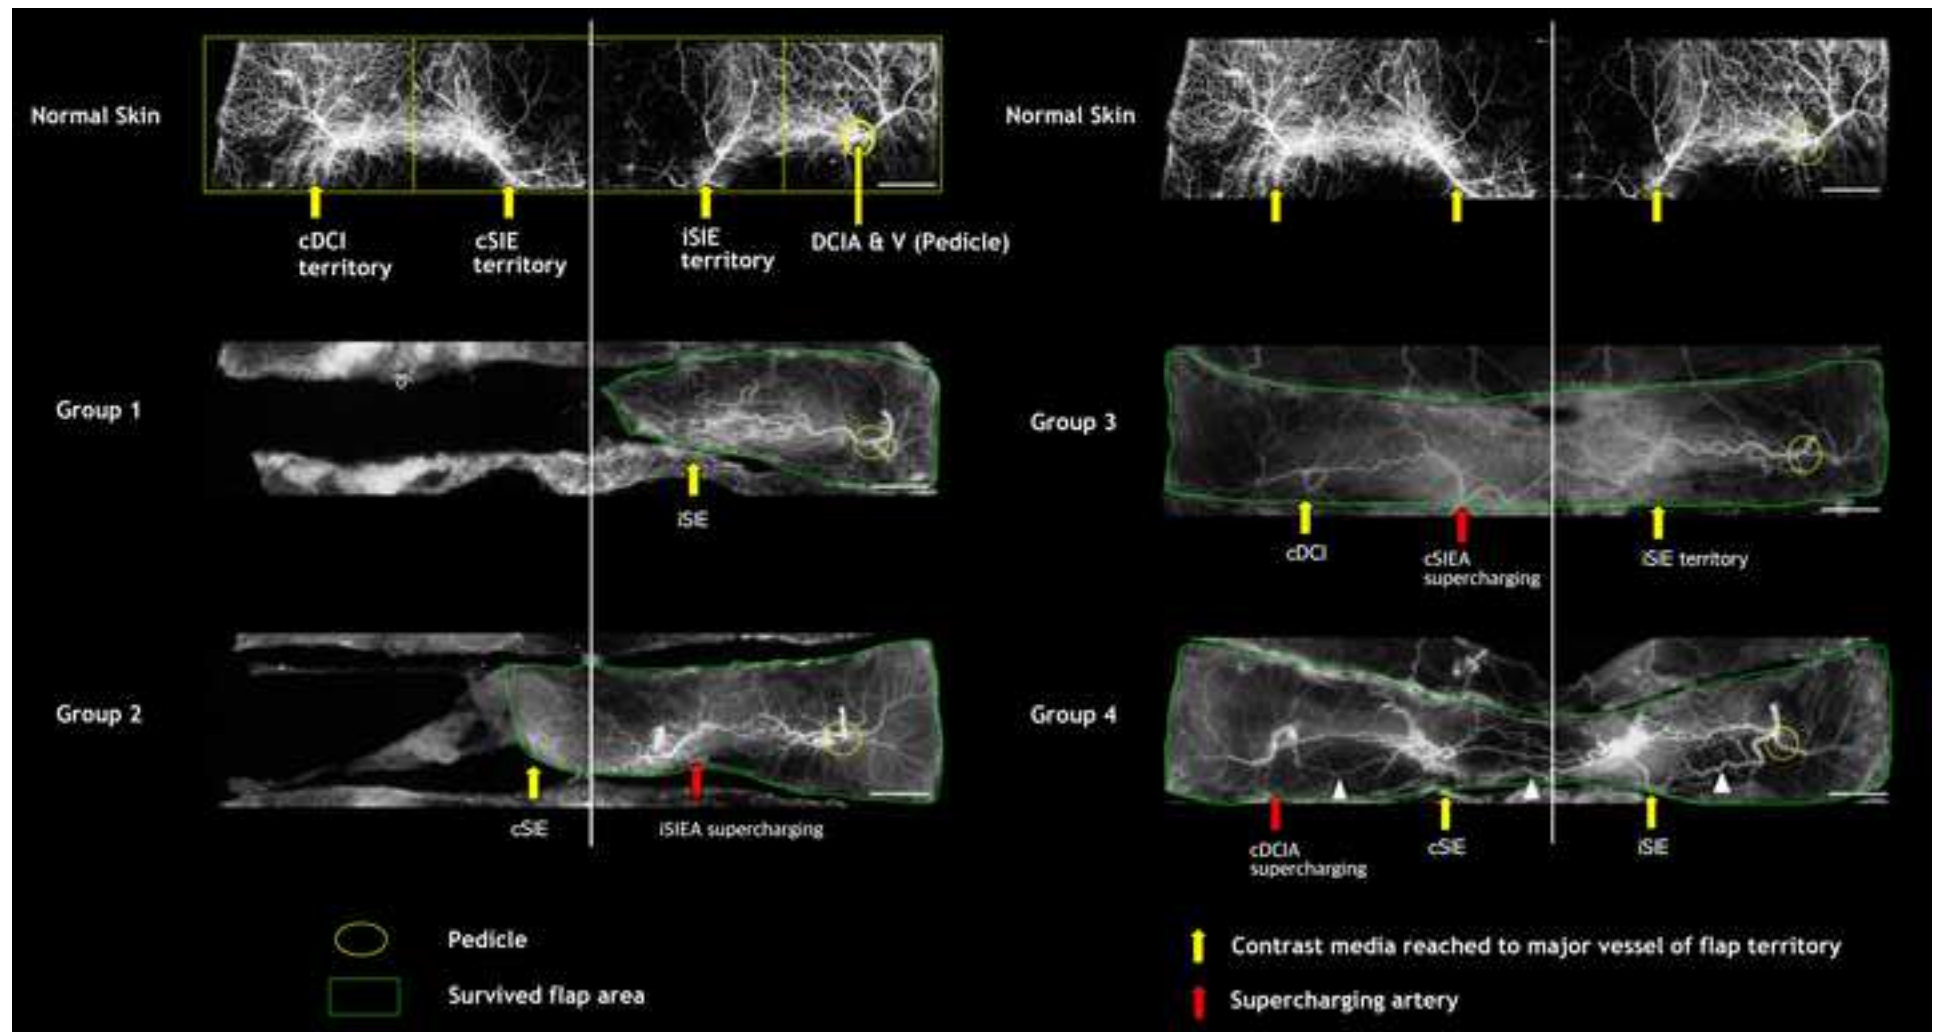 Normal Skin
cDCI
territory
cSIE
territory
iSIE
territory
DCIA & V (Pedicle)
Group 1
iSIE
Group 2
cSIE
iSIEA supercharging
Pedicle
Survived flap area
Normal Skin
Group 3
cDCI
cSIEA
supercharging
iSIE territory
Group 4
cDCIA
supercharging
cSIE
iSIE
Contrast media reached to major vessel of flap territory
Supercharging artery